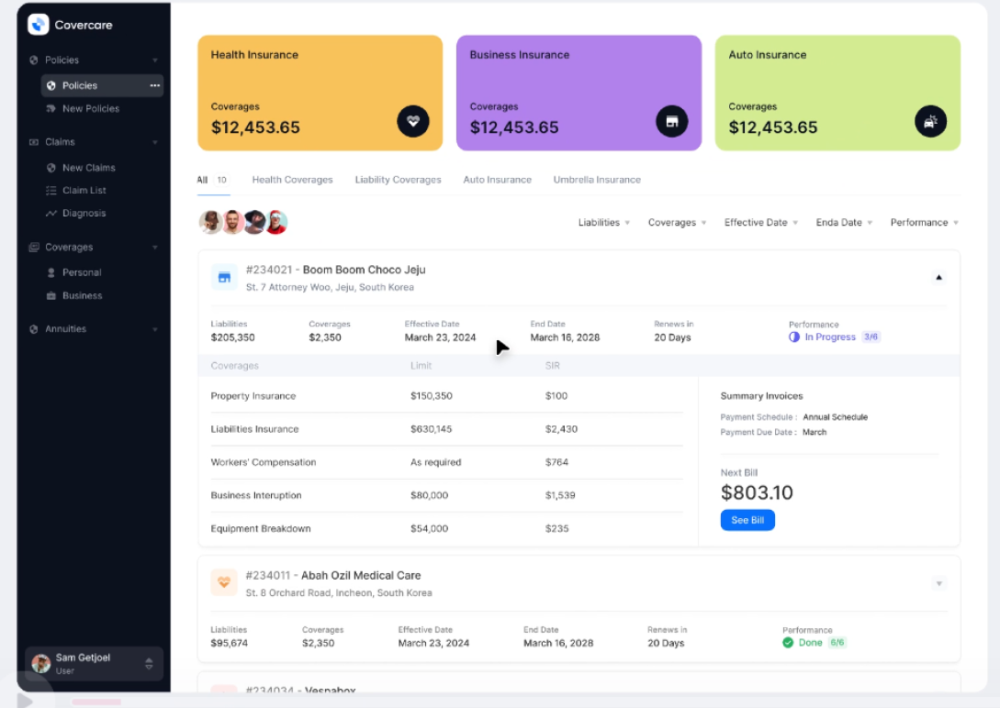 Covercare
Policies
Policies
New Policies
Claims
New Claims
Claim List
Diagnosis
Coverages
Personal
Business
Annuities
Sam Getjoel
User
Health Insurance
Coverages
$12,453.65
Business Insurance
Coverages
$12,453.65
Auto Insurance
Coverages
$12,453.65
All 10 Health Coverages Liability Coverages Auto Insurance Umbrella Insurance
Liabilities Coverages Effective Date Enda Date Performance
#234021 - Boom Boom Choco Jeju
St. 7 Attorney Woo, Jeju, South Korea
Liabilities Coverages Effective Date End Date Renews in Performance
$205,350 $2,350 March 23, 2024 March 16, 2028 20 Days In Progress 3/6
Coverages Limit SIR
Property Insurance $150,350 $100
Liabilities Insurance $630,145 $2,430
Workers' Compensation As required $764
Business Interuption $80,000 $1,539
Equipment Breakdown $54,000 $235
Summary Invoices
Payment Schedule : Annual Schedule
Payment Due Date : March
Next Bill
$803.10
See Bill
#234011 - Abah Ozil Medical Care
St. 8 Orchard Road, Incheon, South Korea
Liabilities Coverages Effective Date End Date Renews in Performance
$95,674 $2,350 March 23, 2024 March 16, 2028 20 Days Done 6/6
#234034 - Vespabox